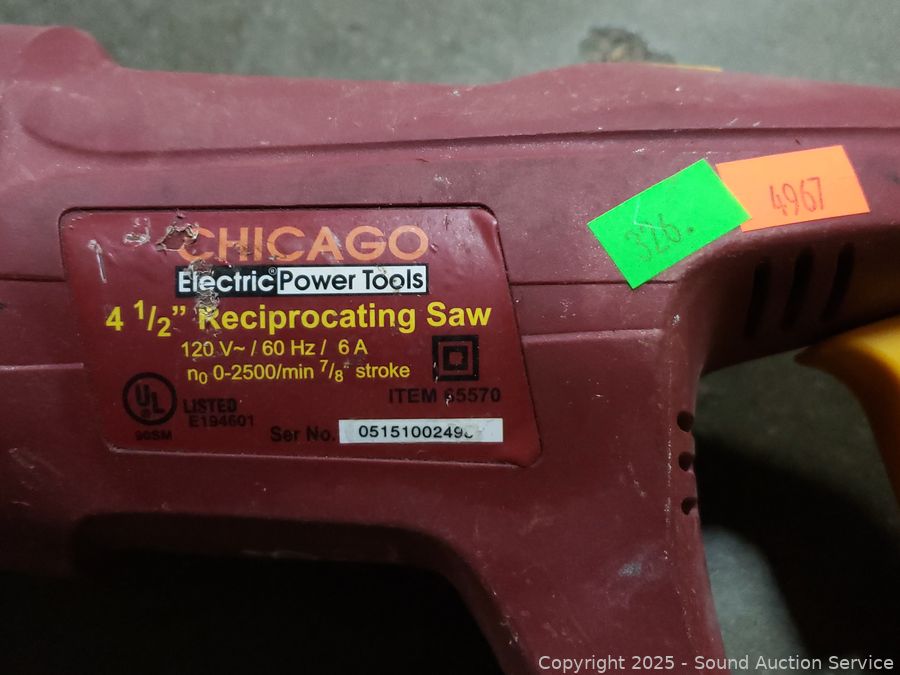 CHICAGO
Electric® Power Tools
4 1/2" Reciprocating Saw
120 V~ / 60 Hz / 6 A
n0 0-2500/min 7/8" stroke
ITEM 65570
UL
LISTED
E194601
90SM
Ser No.
326.
4967
Copyright © 2025 - Sound Auction Service